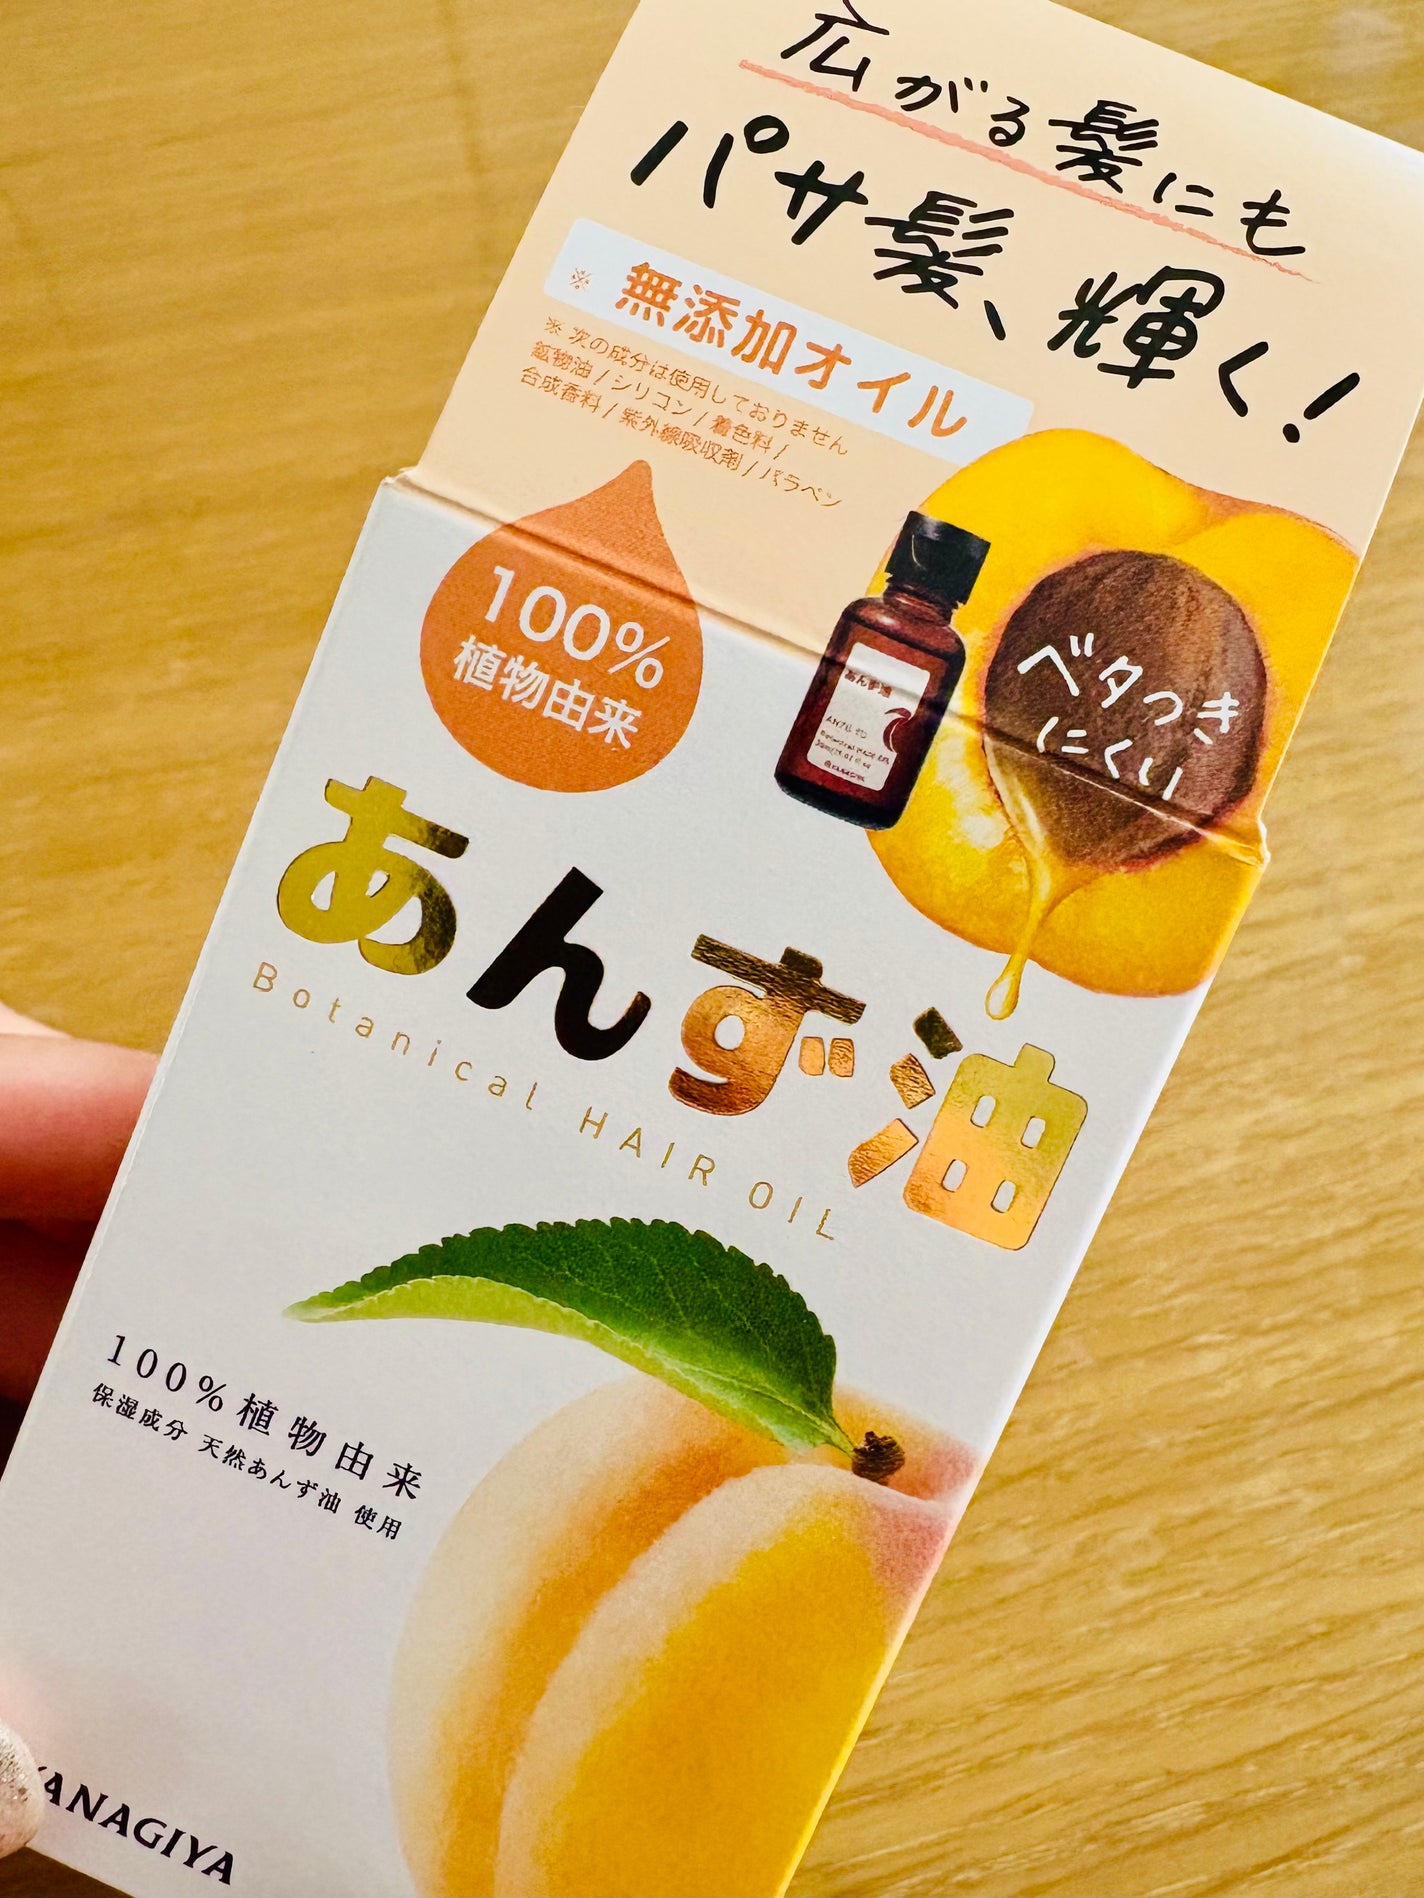 広がる髪にも
パサ髪、輝く!
※ 無添加オイル
※ 次の成分は使用しておりません
鉱物油 / シリコン / 着色料 /
合成香料 / 紫外線吸収剤 / パラベン
100%
植物由来
あんず油
ベタつき
にくい
あんず油
Botanical HAIR OIL
100%植物由来
保湿成分 天然あんず油 使用
YANAGIYA